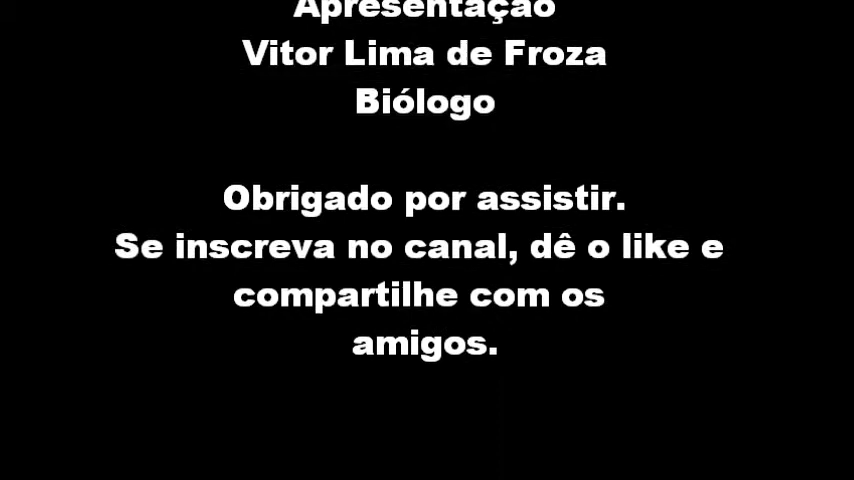 Apresentação
Vitor Lima de Froza
Biólogo
Obrigado por assistir.
Se inscreva no canal, dê o like e
compartilhe com os
amigos.